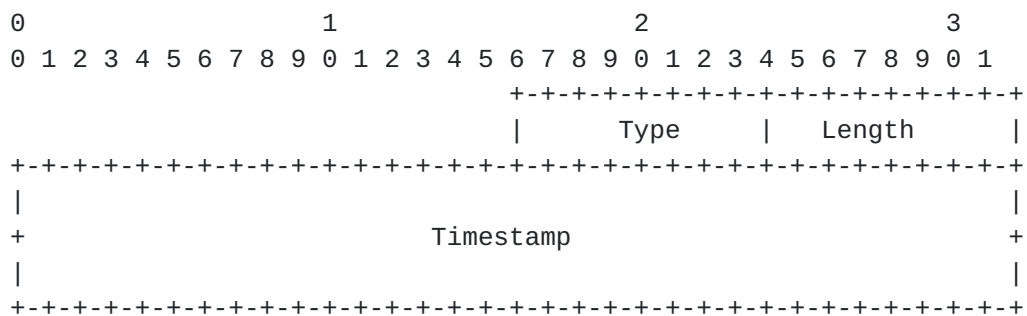 0                   1                   2                   3
0 1 2 3 4 5 6 7 8 9 0 1 2 3 4 5 6 7 8 9 0 1 2 3 4 5 6 7 8 9 0 1
                                +-+-+-+-+-+-+-+-+-+-+-+-+-+-+-+-+
                                |      Type     |   Length      |
+-+-+-+-+-+-+-+-+-+-+-+-+-+-+-+-+-+-+-+-+-+-+-+-+-+-+-+-+-+-+-+-+
|                                                               |
+                          Timestamp                            +
|                                                               |
+-+-+-+-+-+-+-+-+-+-+-+-+-+-+-+-+-+-+-+-+-+-+-+-+-+-+-+-+-+-+-+-+